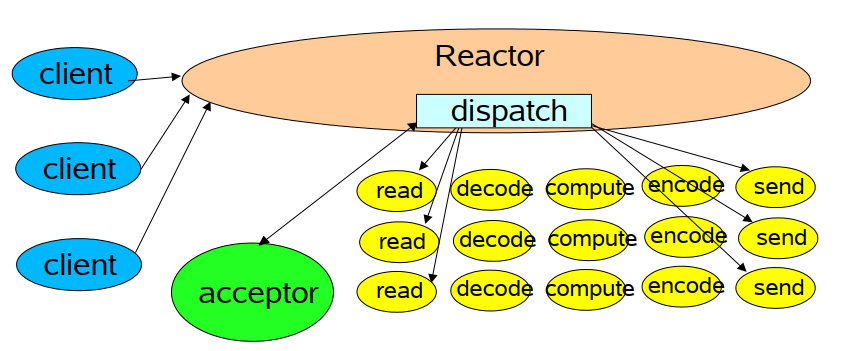 Reactor
client
dispatch
client
client
acceptor
read decode compute encode send
read decode compute encode send
read decode compute encode send